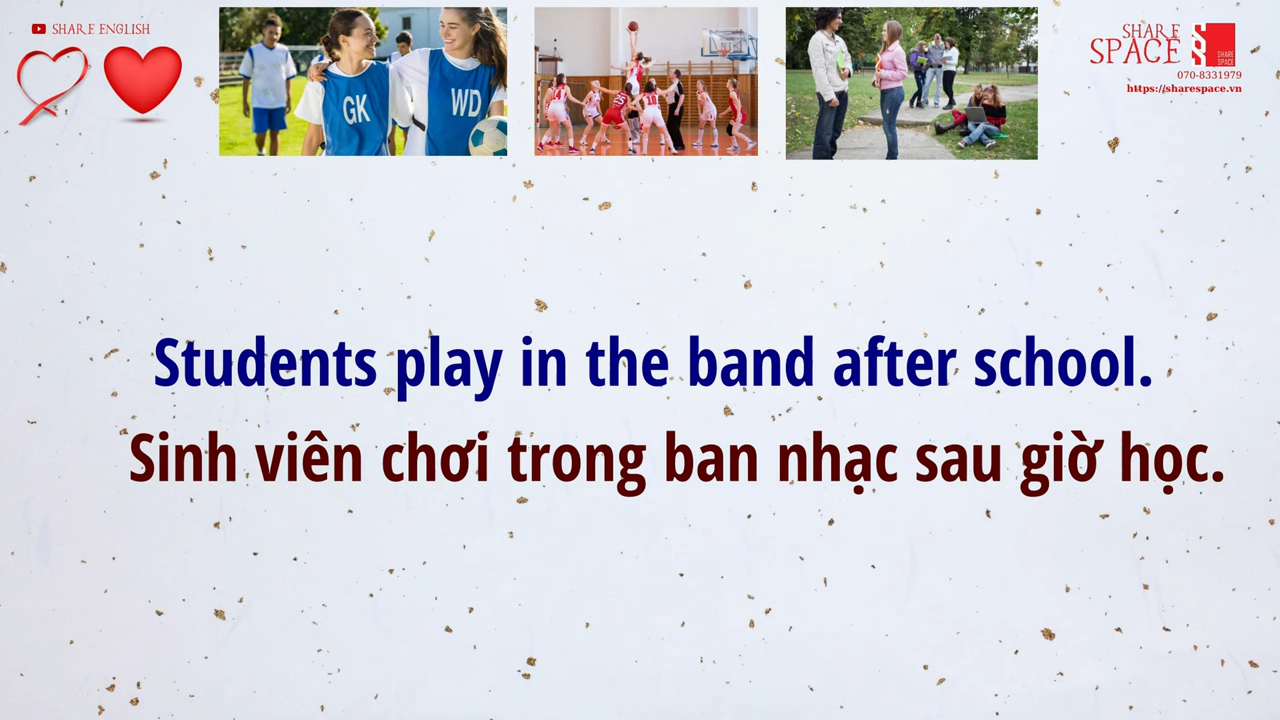 SHARE ENGLISH
GK
WD
SHARE
SPACE
SHARE
SPACE
070-8331979
https://sharespace.vn
Students play in the band after school.
Sinh viên chơi trong ban nhạc sau giờ học.